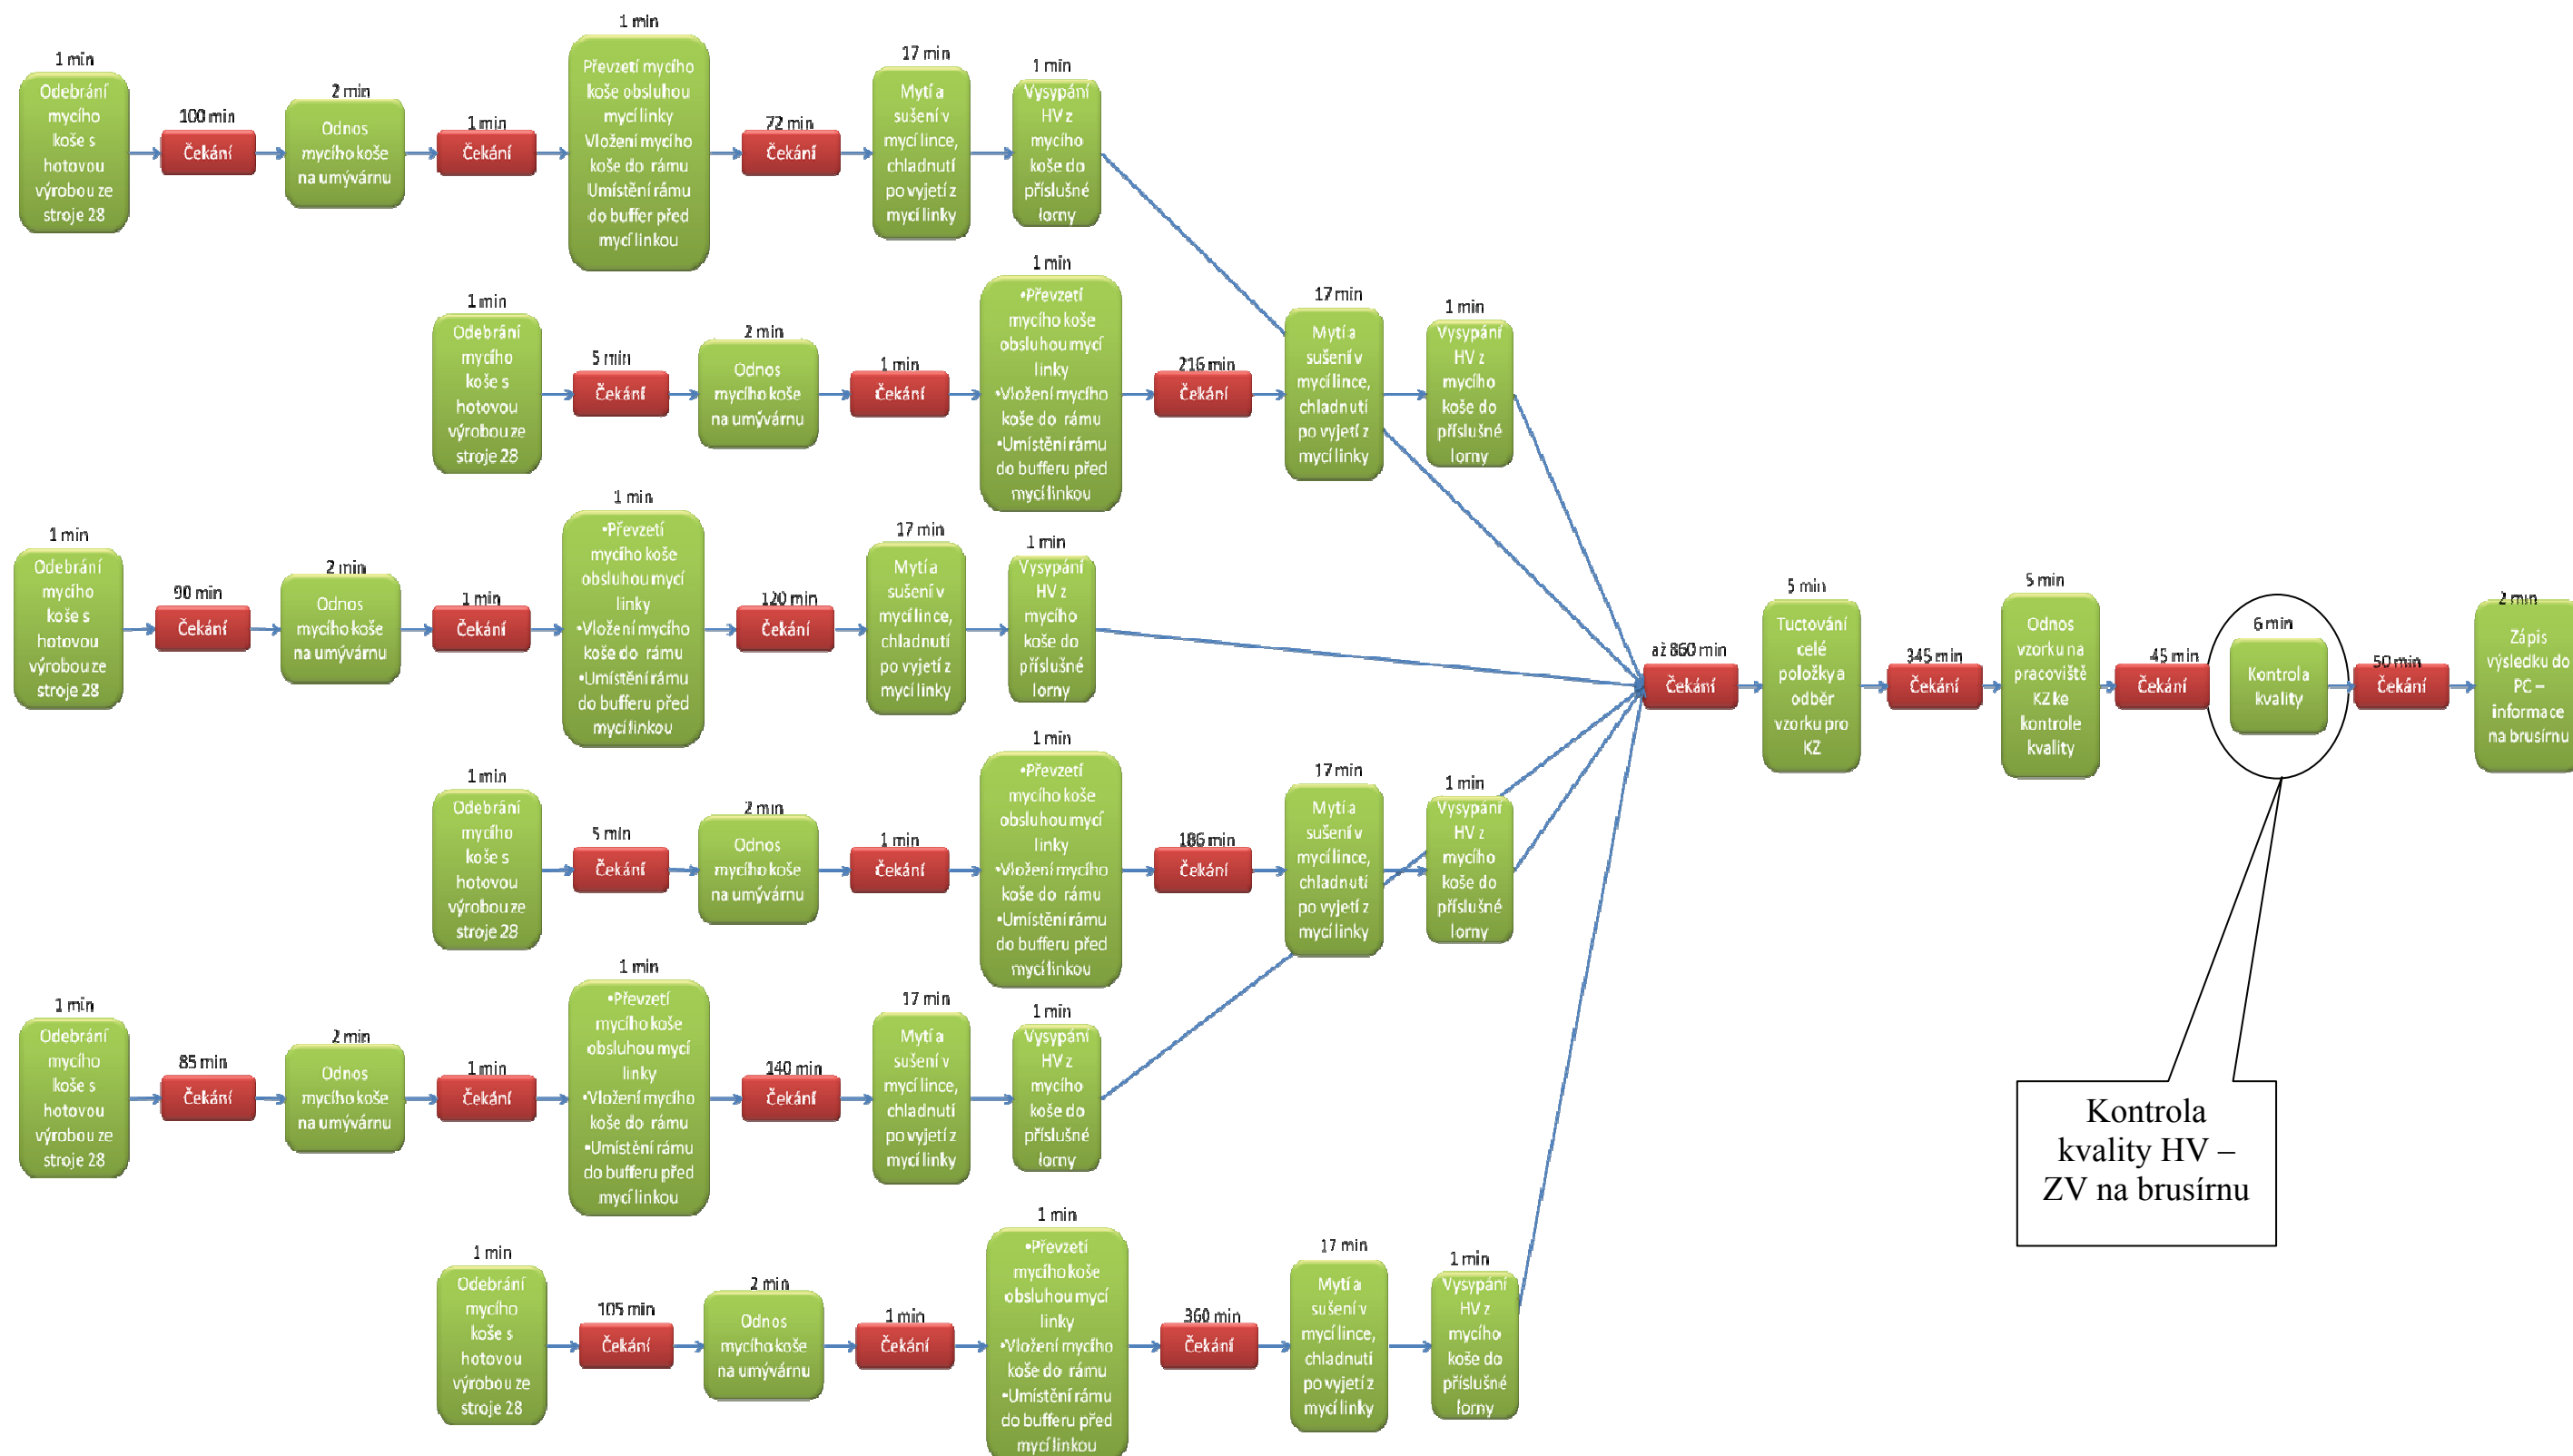 1 min
Odebrání
mycího
koše s
hotovou
výrobou ze
stroje 28
100 min
Čekání
2 min
Odnos
mycího koše
na umývárnu
1 min
Čekání
1 min
Převzetí mycího
koše obsluhou
mycí linky
Vložení mycího
koše do rámu
Umístění rámu
do buffer před
mycí linkou
72 min
Čekání
17 min
Mytí a
sušení v
mycí lince,
chladnutí
po vyjetí z
mycí linky
1 min
Vysypání
HV z
mycího
koše do
příslušné
formy
1 min
Odebrání
mycího
koše s
hotovou
výrobou ze
stroje 28
5 min
Čekání
2 min
Odnos
mycího koše
na umývárnu
1 min
Čekání
1 min
•Převzetí
mycího koše
obsluhou mycí
linky
•Vložení mycího
koše do rámu
•Umístění rámu
do bufferu před
mycí linkou
216 min
Čekání
17 min
Mytí a
sušení v
mycí lince,
chladnutí
po vyjetí z
mycí linky
1 min
Vysypání
HV z
mycího
koše do
příslušné
formy
1 min
Odebrání
mycího
koše s
hotovou
výrobou ze
stroje 28
90 min
Čekání
2 min
Odnos
mycího koše
na umývárnu
1 min
Čekání
1 min
•Převzetí
mycího koše
obsluhou mycí
linky
•Vložení mycího
koše do rámu
•Umístění rámu
do bufferu před
mycí linkou
120 min
Čekání
17 min
Mytí a
sušení v
mycí lince,
chladnutí
po vyjetí z
mycí linky
1 min
Vysypání
HV z
mycího
koše do
příslušné
formy
1 min
Odebrání
mycího
koše s
hotovou
výrobou ze
stroje 28
5 min
Čekání
2 min
Odnos
mycího koše
na umývárnu
1 min
Čekání
1 min
•Převzetí
mycího koše
obsluhou mycí
linky
•Vložení mycího
koše do rámu
•Umístění rámu
do bufferu před
mycí linkou
186 min
Čekání
17 min
Mytí a
sušení v
mycí lince,
chladnutí
po vyjetí z
mycí linky
1 min
Vysypání
HV z
mycího
koše do
příslušné
formy
1 min
Odebrání
mycího
koše s
hotovou
výrobou ze
stroje 28
85 min
Čekání
2 min
Odnos
mycího koše
na umývárnu
1 min
Čekání
1 min
•Převzetí
mycího koše
obsluhou mycí
linky
•Vložení mycího
koše do rámu
•Umístění rámu
do bufferu před
mycí linkou
140 min
Čekání
17 min
Mytí a
sušení v
mycí lince,
chladnutí
po vyjetí z
mycí linky
1 min
Vysypání
HV z
mycího
koše do
příslušné
formy
1 min
Odebrání
mycího
koše s
hotovou
výrobou ze
stroje 28
105 min
Čekání
2 min
Odnos
mycího koše
na umývárnu
1 min
Čekání
1 min
•Převzetí
mycího koše
obsluhou mycí
linky
•Vložení mycího
koše do rámu
•Umístění rámu
do bufferu před
mycí linkou
360 min
Čekání
17 min
Mytí a
sušení v
mycí lince,
chladnutí
po vyjetí z
mycí linky
1 min
Vysypání
HV z
mycího
koše do
příslušné
formy
až 860 min
Čekání
5 min
Tuctování
celé
položky a
odběr
vzorku pro
KZ
345 min
Čekání
5 min
Odnos
vzorku na
pracoviště
KZ ke
kontrole
kvality
45 min
Čekání
6 min
Kontrola
kvality
50 min
Čekání
2 min
Zápis
výsledku do
PC –
informace
na brusírnu
Kontrola
kvality HV –
ZV na brusírnu